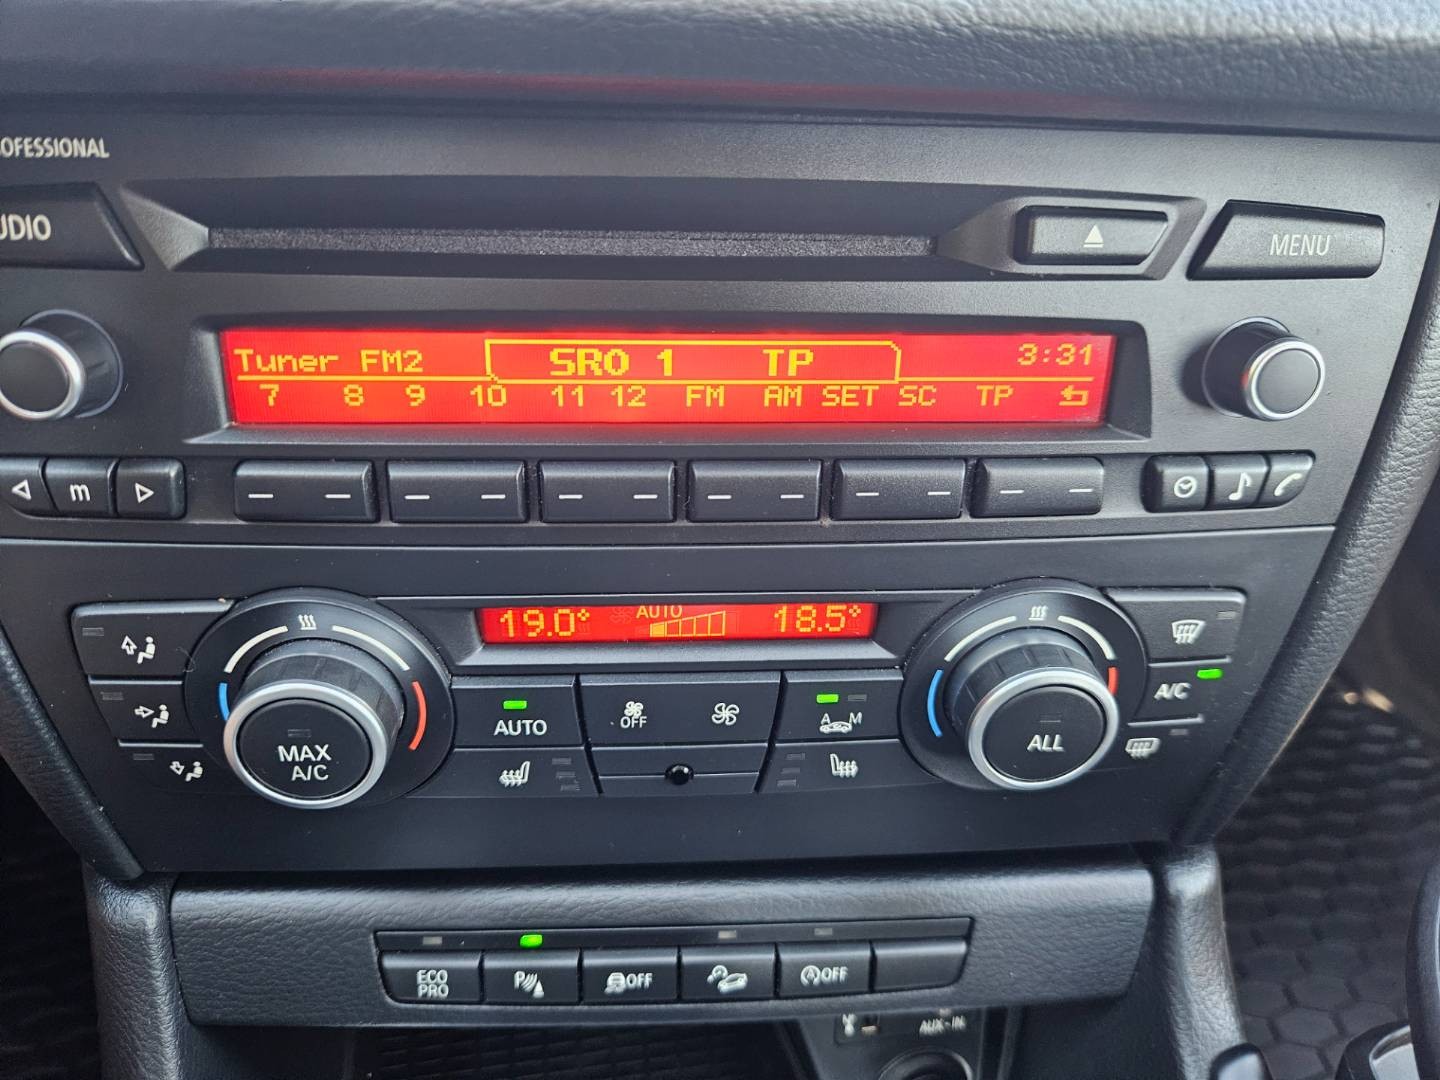 OFESSIONAL
UDIO
MENU
Tuner FM2 SRO 1 TP 3:31
7 8 9 10 11 12 FM AM SET SC TP
m
19.0° AUTO 18.5°
MAX A/C
AUTO
OFF
A M
ALL
A/C
ECO PRO
P
OFF
A OFF
AUX-IN